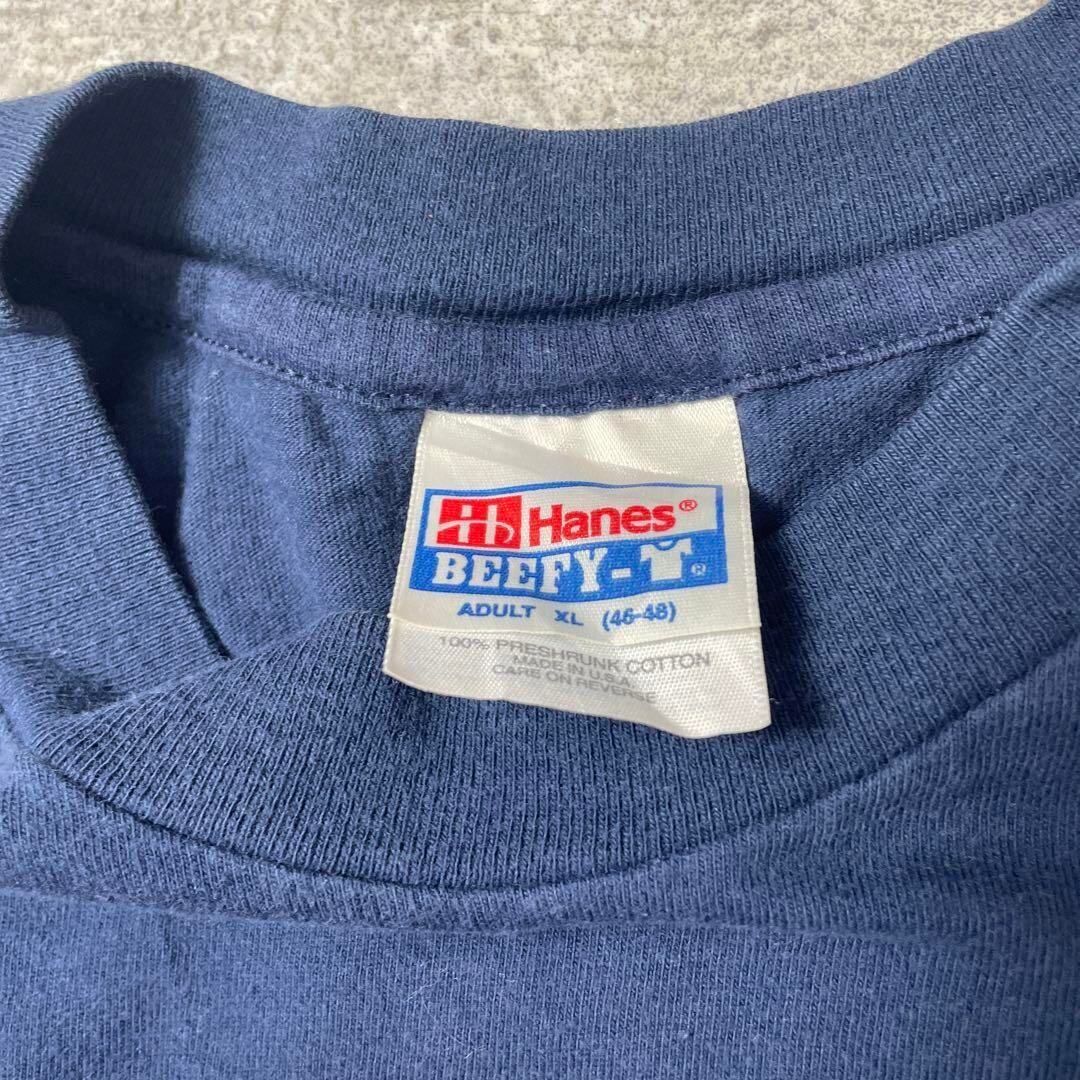 Hanes®
BEEFY-T®
ADULT XL (46-48)
100% PRESHRUNK COTTON
MADE IN U.S.A.
CARE ON REVERSE